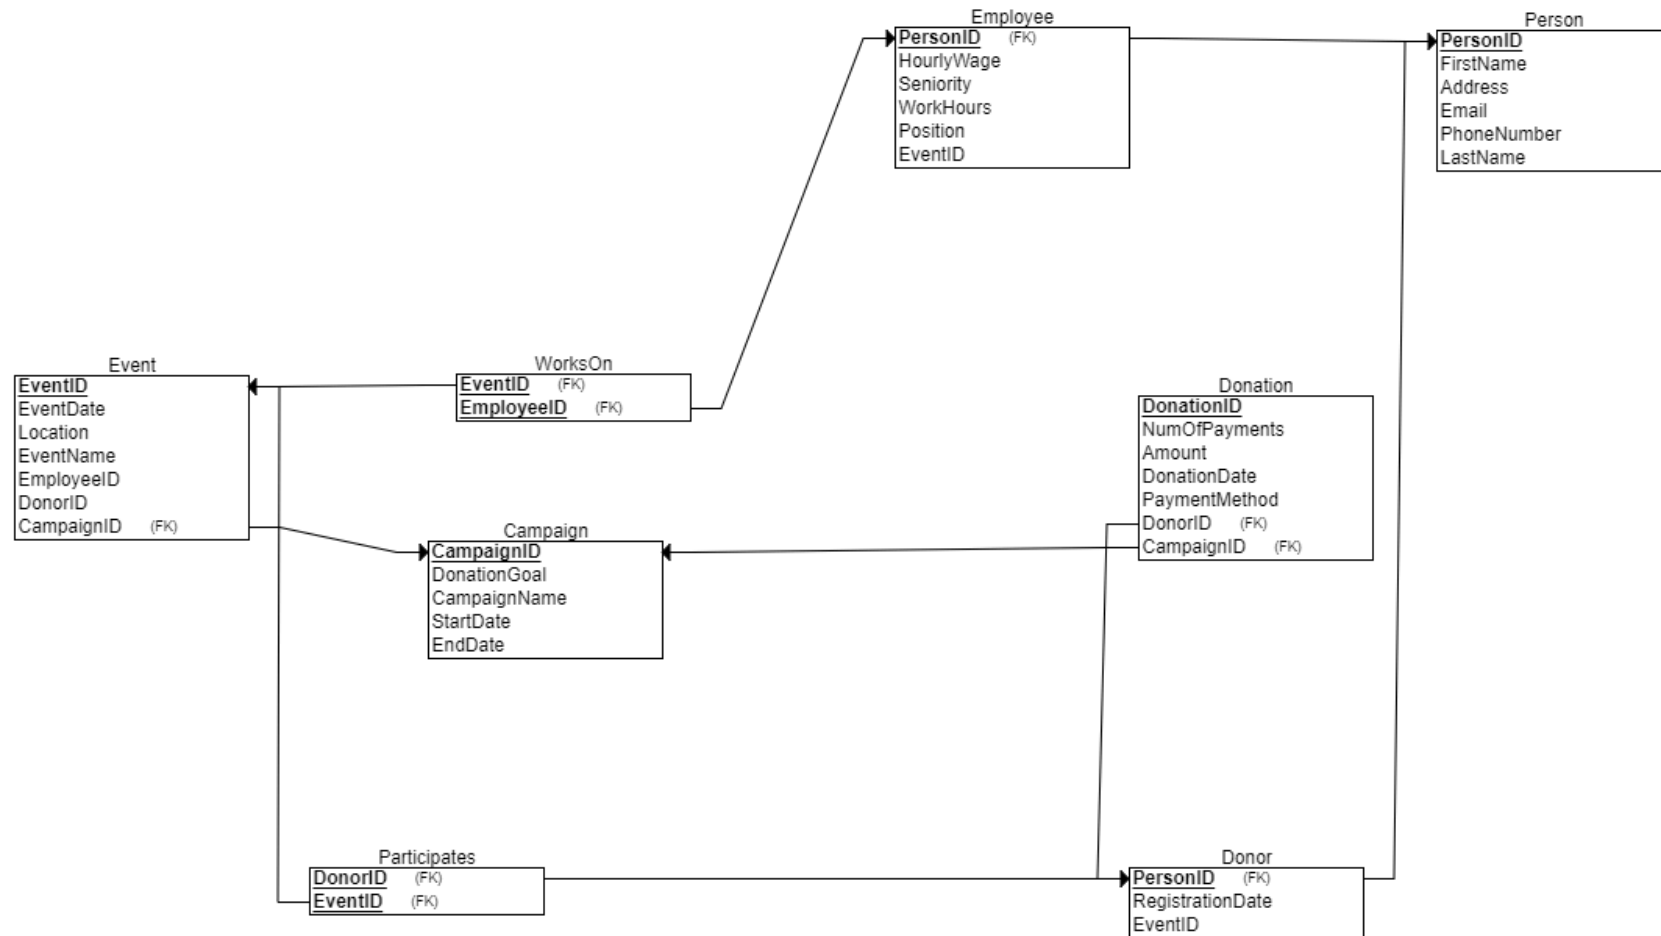 Employee
PersonID (FK)
HourlyWage
Seniority
WorkHours
Position
EventID
Person
PersonID
FirstName
Address
Email
PhoneNumber
LastName
Event
EventID
EventDate
Location
EventName
EmployeeID
DonorID
CampaignID (FK)
WorksOn
EventID (FK)
EmployeeID (FK)
Donation
DonationID
NumOfPayments
Amount
DonationDate
PaymentMethod
DonorID (FK)
CampaignID (FK)
Campaign
CampaignID
DonationGoal
CampaignName
StartDate
EndDate
Participates
DonorID (FK)
EventID (FK)
Donor
PersonID (FK)
RegistrationDate
EventID